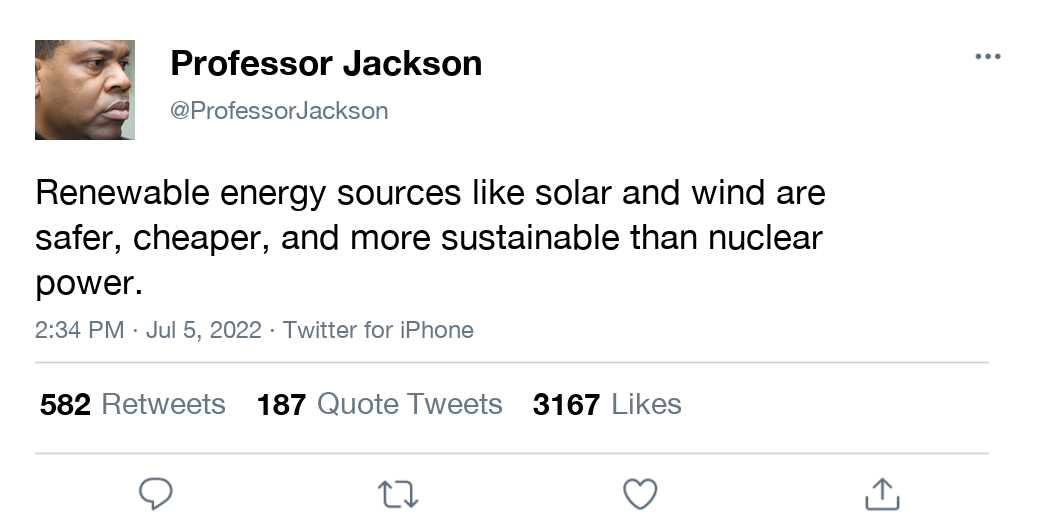 Professor Jackson
@ProfessorJackson
Renewable energy sources like solar and wind are
safer, cheaper, and more sustainable than nuclear
power.
2:34 PM · Jul 5, 2022 · Twitter for iPhone
582 Retweets 187 Quote Tweets 3167 Likes